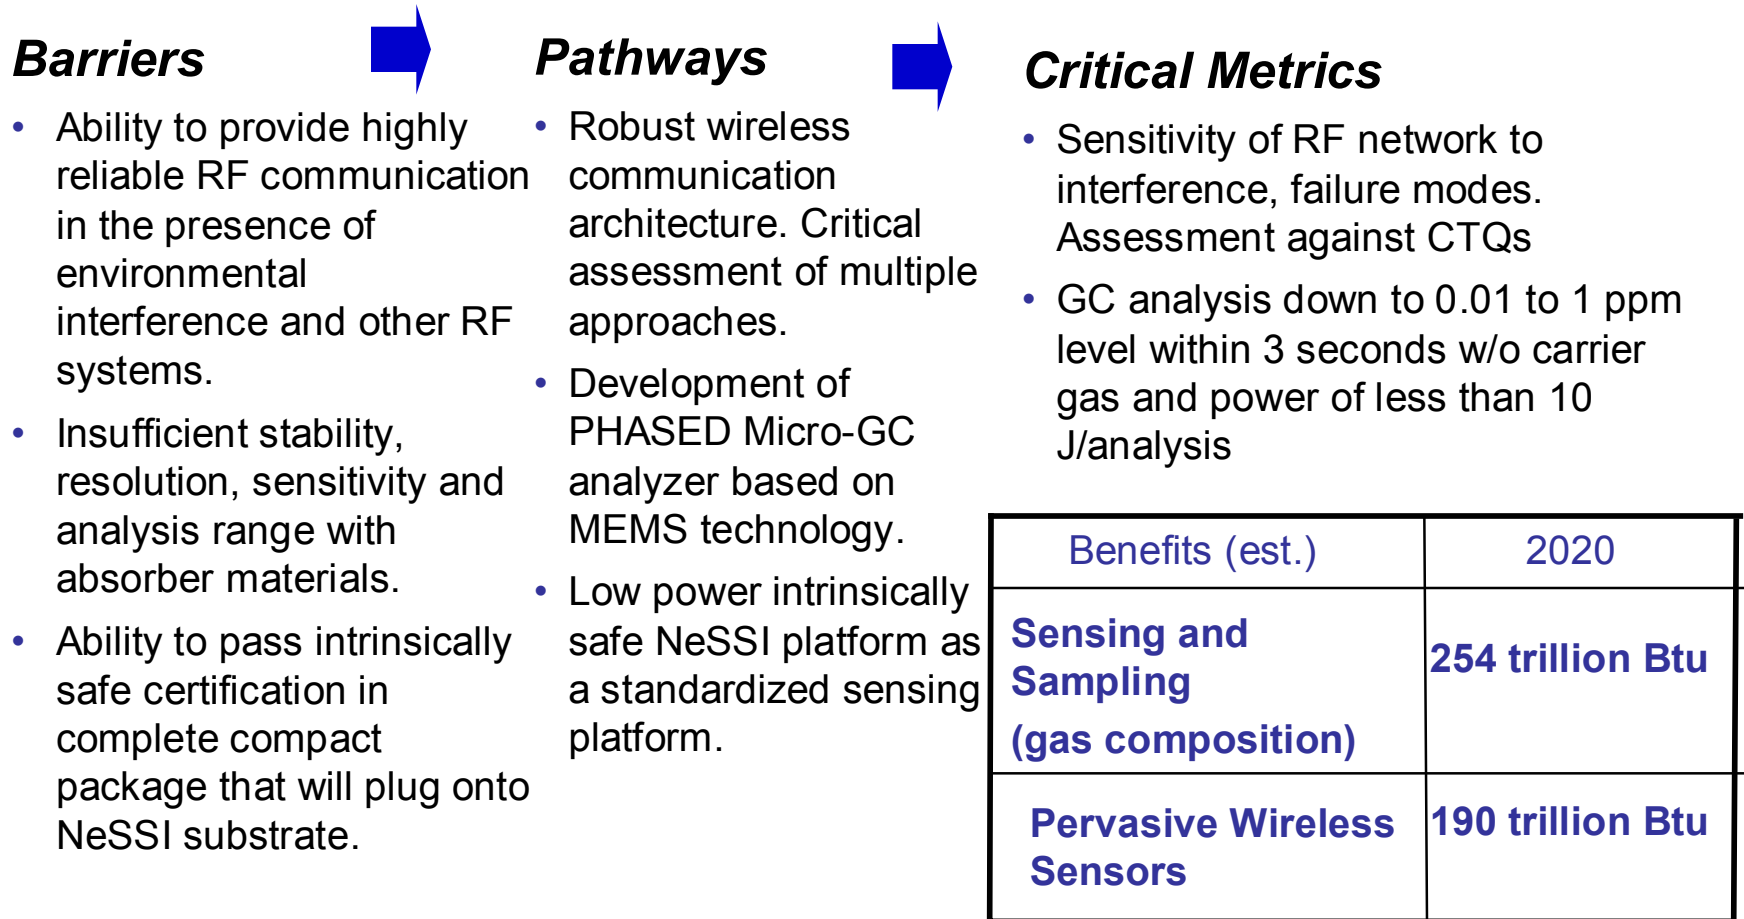 Barriers
• Ability to provide highly
reliable RF communication
in the presence of
environmental
interference and other RF
systems.
• Insufficient stability,
resolution, sensitivity and
analysis range with
absorber materials.
• Ability to pass intrinsically
safe certification in
complete compact
package that will plug onto
NeSSI substrate.
Pathways
• Robust wireless
communication
architecture. Critical
assessment of multiple
approaches.
• Development of
PHASED Micro-GC
analyzer based on
MEMS technology.
• Low power intrinsically
safe NeSSI platform as
a standardized sensing
platform.
Critical Metrics
• Sensitivity of RF network to
interference, failure modes.
Assessment against CTQs
• GC analysis down to 0.01 to 1 ppm
level within 3 seconds w/o carrier
gas and power of less than 10
J/analysis
Benefits (est.) 2020
Sensing and
Sampling
(gas composition)
254 trillion Btu
Pervasive Wireless
Sensors
190 trillion Btu